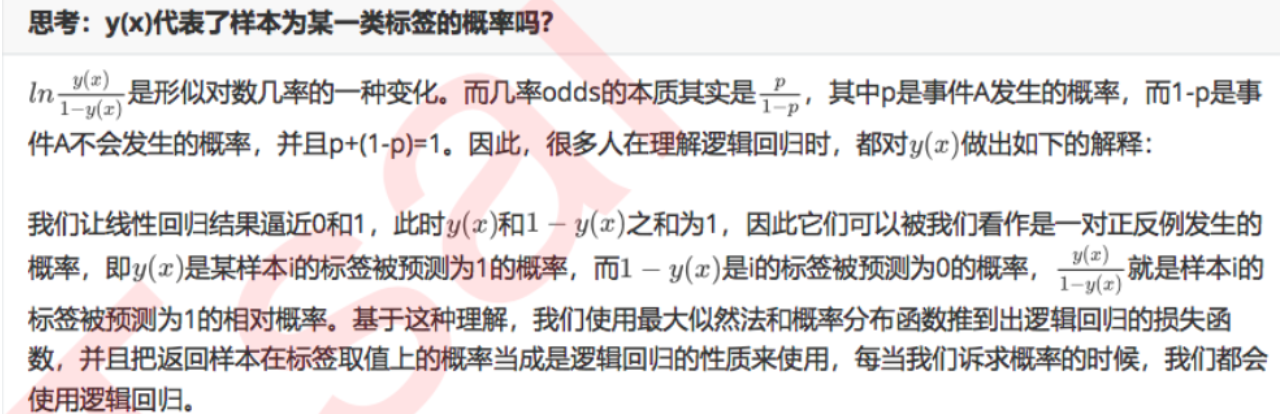 思考：y(x)代表了样本为某一类标签的概率吗？
ln y(x)/1−y(x) 是形似对数几率的一种变化。而几率odds的本质其实是 p/1−p，其中p是事件A发生的概率，而1-p是事
件A不会发生的概率，并且p+(1-p)=1。因此，很多人在理解逻辑回归时，都对y(x)做出如下的解释：
我们让线性回归结果逼近0和1，此时y(x)和1 − y(x)之和为1，因此它们可以被我们看作是一对正反例发生的
概率，即y(x)是某样本i的标签被预测为1的概率，而1 − y(x)是i的标签被预测为0的概率，y(x)/1−y(x) 就是样本i的
标签被预测为1的相对概率。基于这种理解，我们使用最大似然法和概率分布函数推到出逻辑回归的损失函
数，并且把返回样本在标签取值上的概率当成是逻辑回归的性质来使用，每当我们诉求概率的时候，我们都会
使用逻辑回归。